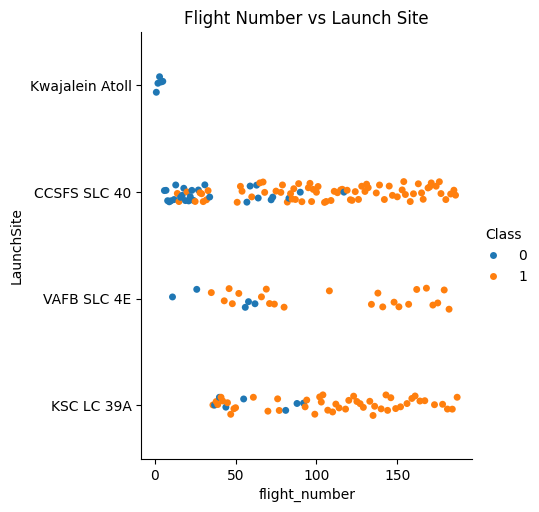 Flight Number vs Launch Site
Kwajalein Atoll
CCSFS SLC 40
VAFB SLC 4E
KSC LC 39A
LaunchSite
0
50
100
150
flight_number
Class
0
1